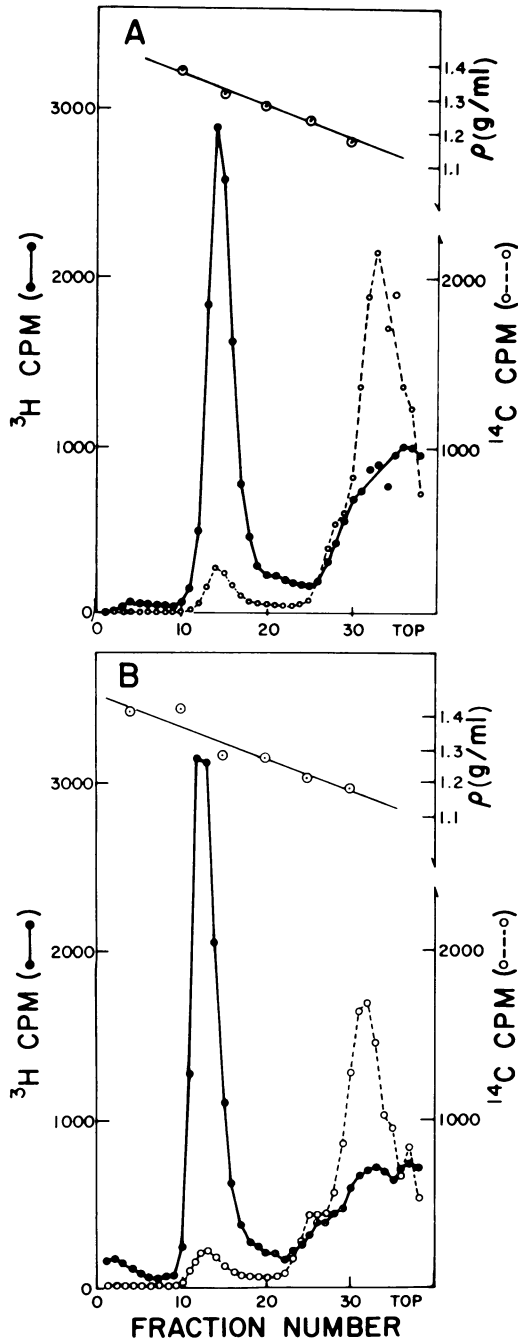 A
3000
2000
1000
0
³H CPM (●—●)
1.4
1.3
1.2
1.1
ρ(g/ml)
2000
1000
¹⁴C CPM (○---○)
0 10 20 30 TOP
B
3000
2000
1000
0
³H CPM (●—●)
1.4
1.3
1.2
1.1
ρ(g/ml)
2000
1000
¹⁴C CPM (○---○)
0 10 20 30 TOP
FRACTION NUMBER